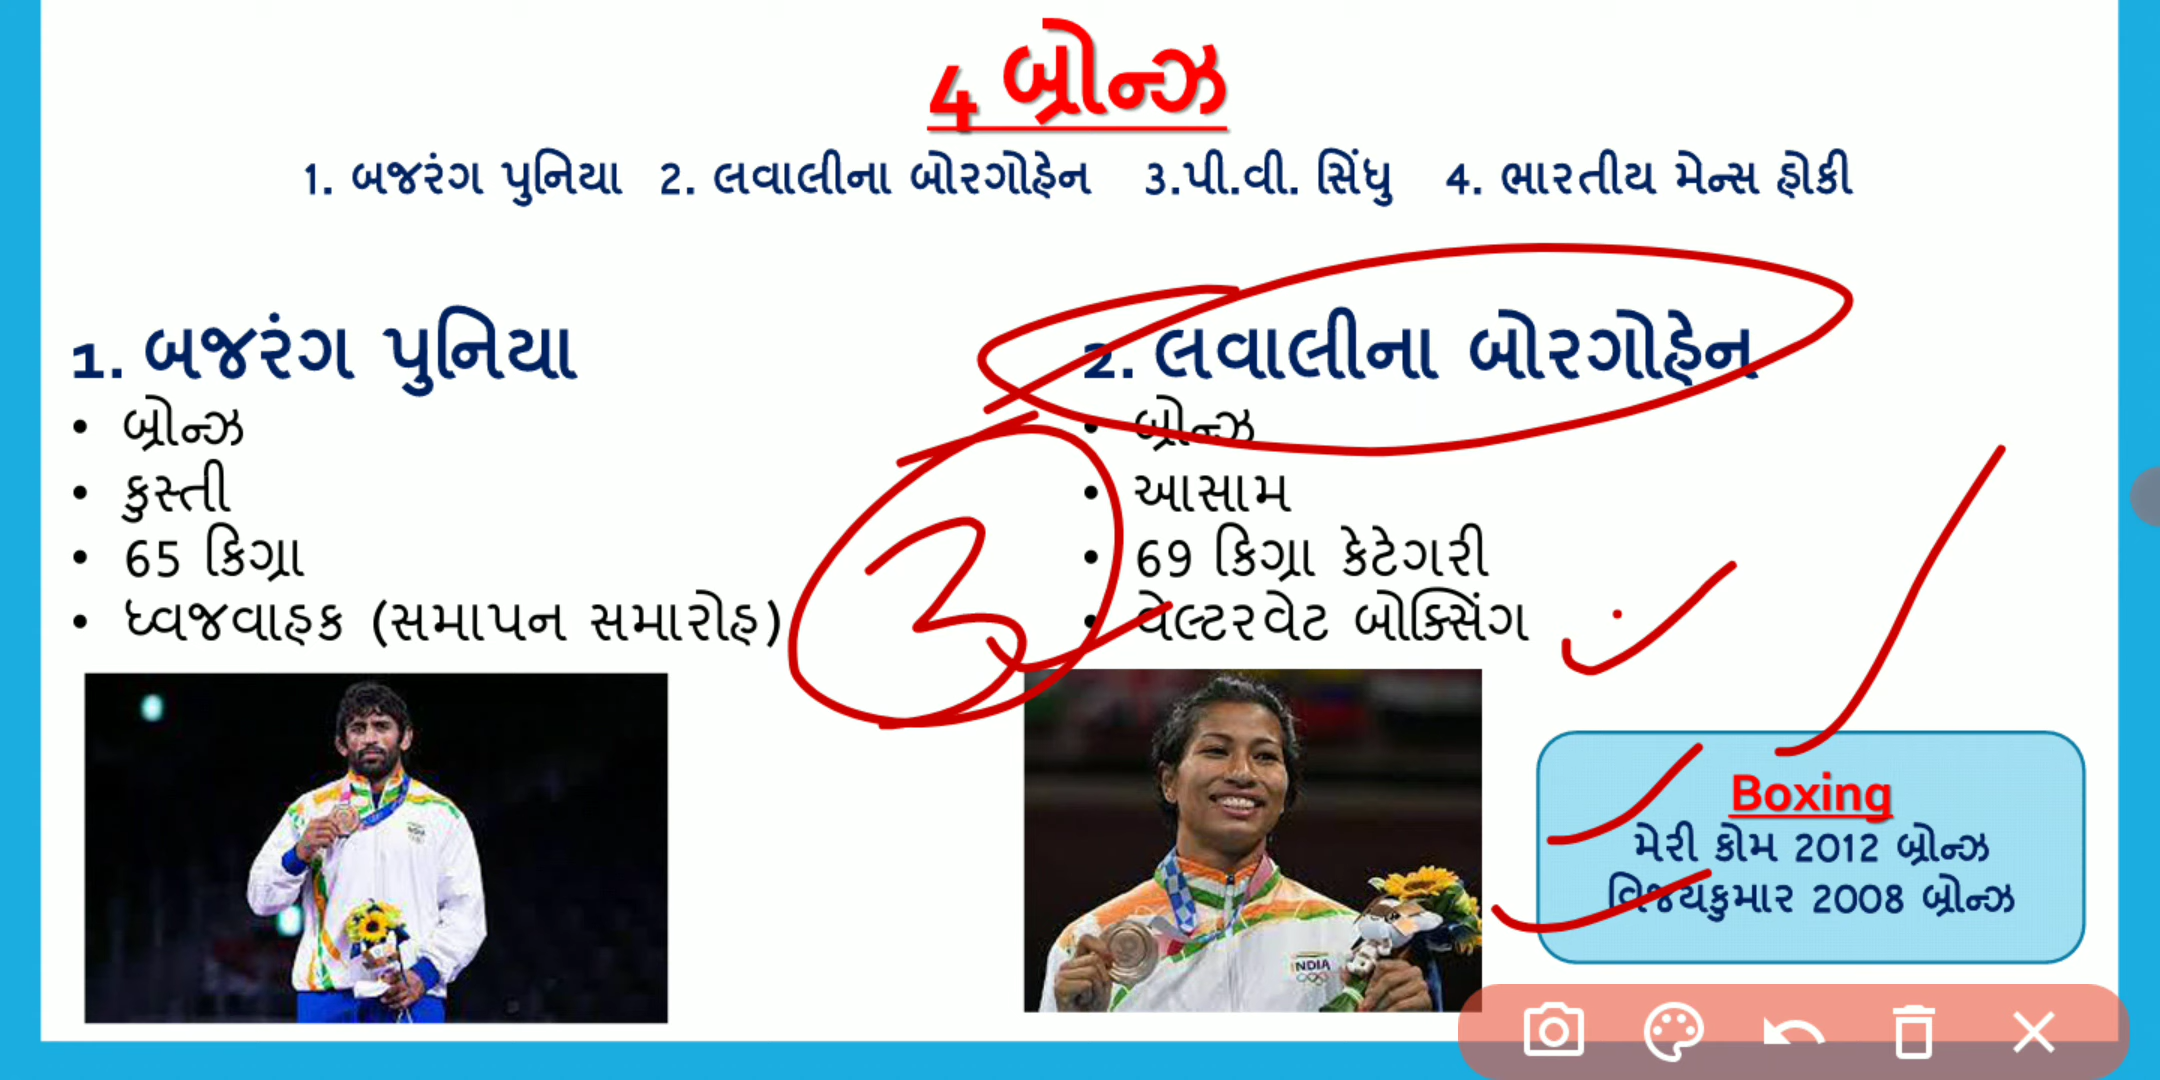 4 બ્રોન્ઝ
1. બજરંગ પુનિયા 2. લવાલીના બોરગોહેન 3.પી.વી. સિંધુ 4. ભારતીય મેન્સ હોકી
1. બજરંગ પુનિયા
• બ્રોન્ઝ
• કુસ્તી
• 65 કિગ્રા
• ધ્વજવાહક (સમાપન સમારોહ)
3
2. લવાલીના બોરગોહેન
• બ્રોન્ઝ
• આસામ
• 69 કિગ્રા કેટેગરી
• વેલ્ટરવેટ બોક્સિંગ
INDIA
INDIA
Boxing
મેરી કોમ 2012 બ્રોન્ઝ
વિજયકુમાર 2008 બ્રોન્ઝ